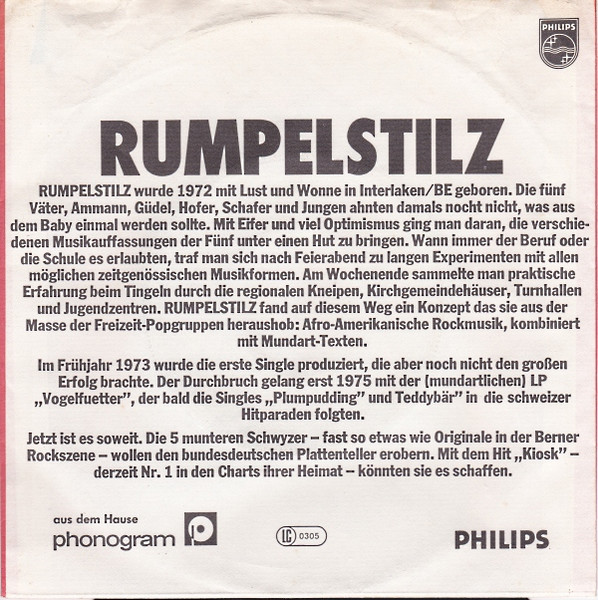 PHILIPS
RUMPELSTILZ
RUMPELSTILZ wurde 1972 mit Lust und Wonne in Interlaken/BE geboren. Die fünf
Väter, Ammann, Güdel, Hofer, Schafer und Jungen ahnten damals nocht nicht, was aus
dem Baby einmal werden sollte. Mit Eifer und viel Optimismus ging man daran, die verschie-
denen Musikauffassungen der Fünf unter einen Hut zu bringen. Wann immer der Beruf oder
die Schule es erlaubten, traf man sich nach Feierabend zu langen Experimenten mit allen
möglichen zeitgenössischen Musikformen. Am Wochenende sammelte man praktische
Erfahrung beim Tingeln durch die regionalen Kneipen, Kirchgemeindehäuser, Turnhallen
und Jugendzentren. RUMPELSTILZ fand auf diesem Weg ein Konzept das sie aus der
Masse der Freizeit-Popgruppen heraushob: Afro-Amerikanische Rockmusik, kombiniert
mit Mundart-Texten.
Im Frühjahr 1973 wurde die erste Single produziert, die aber noch nicht den großen
Erfolg brachte. Der Durchbruch gelang erst 1975 mit der (mundartlichen) LP
„Vogelfuetter”, der bald die Singles „Plumpudding” und Teddybär” in die schweizer
Hitparaden folgten.
Jetzt ist es soweit. Die 5 munteren Schwyzer – fast so etwas wie Originale in der Berner
Rockszene – wollen den bundesdeutschen Plattenteller erobern. Mit dem Hit „Kiosk” –
derzeit Nr. 1 in den Charts ihrer Heimat – könnten sie es schaffen.
aus dem Hause
phonogram
LC 0305
PHILIPS